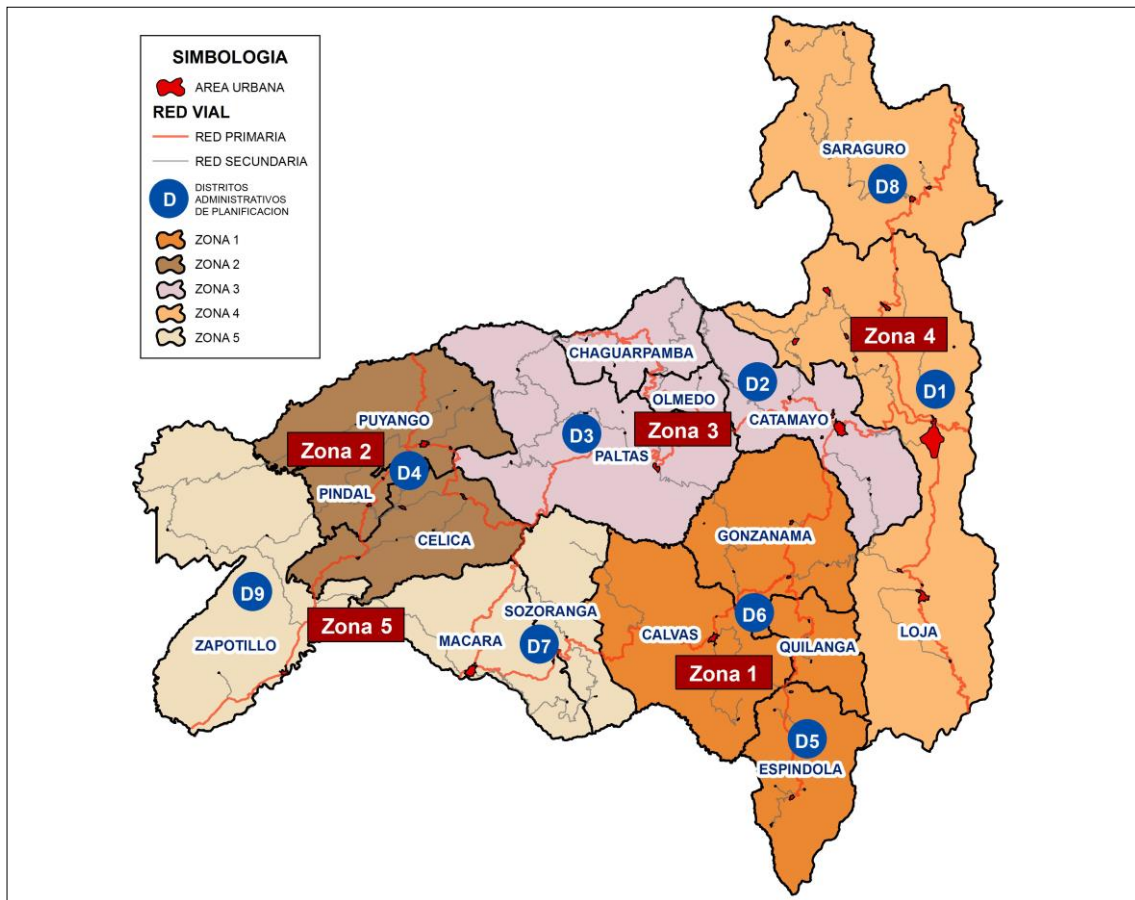 SIMBOLOGIA
AREA URBANA
RED VIAL
RED PRIMARIA
RED SECUNDARIA
D
DISTRITOS
ADMINISTRATIVOS
DE PLANIFICACION
ZONA 1
ZONA 2
ZONA 3
ZONA 4
ZONA 5
SARAGURO
D8
Zona 4
D1
CHAGUARPAMBA
D2
OLMEDO
CATAMAYO
Zona 3
D3
PALTAS
PUYANGO
Zona 2
D4
PINDAL
CELICA
GONZANAMA
D9
ZAPOTILLO
Zona 5
SOZORANGA
MACARA
D7
CALVAS
D6
QUILANGA
LOJA
Zona 1
D5
ESPINDOLA